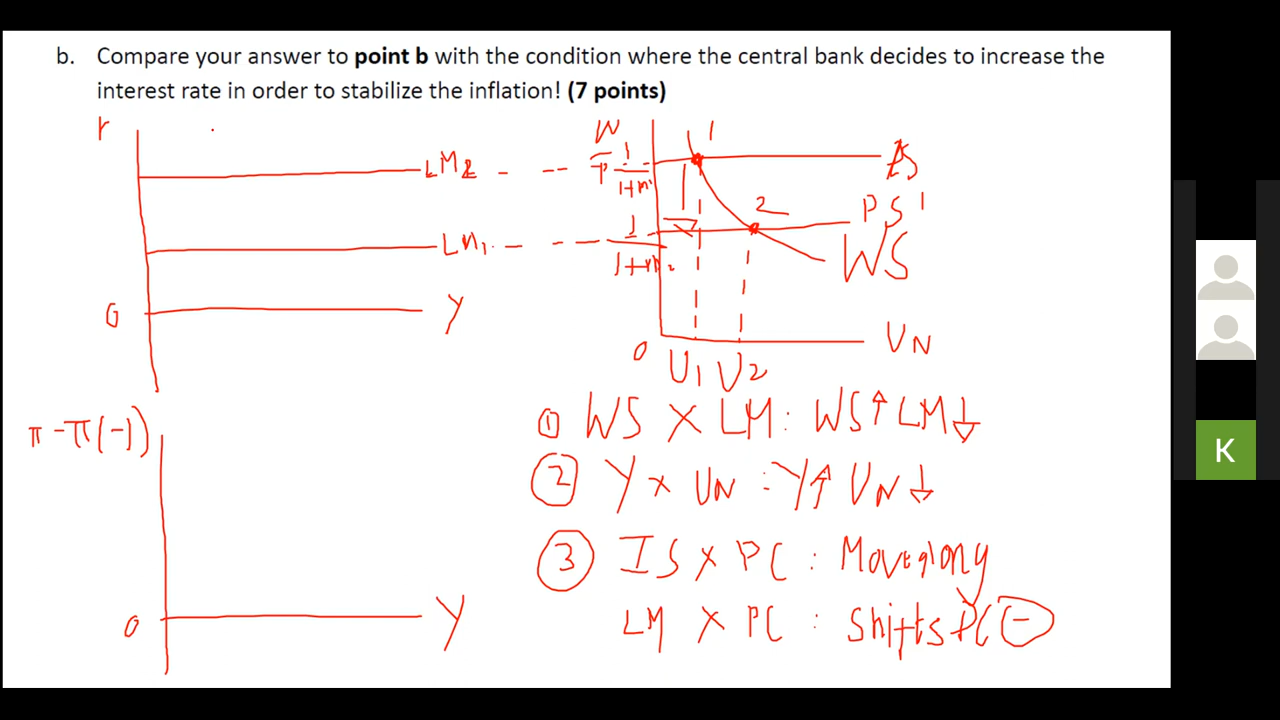 b. Compare your answer to point b with the condition where the central bank decides to increase the
interest rate in order to stabilize the inflation! (7 points)
r
LM2
LM1
0
Y
W
P
1
1+m
1
1+m2
1
2
PS
PS'
WS
0
U1 U2
UN
π-π(-1)
0
Y
① WS X LM: WS↑ LM↓
② Y x UN : Y↑ UN↓
③ IS X PC : Move along
LM X PC : Shifts PC (-)
K